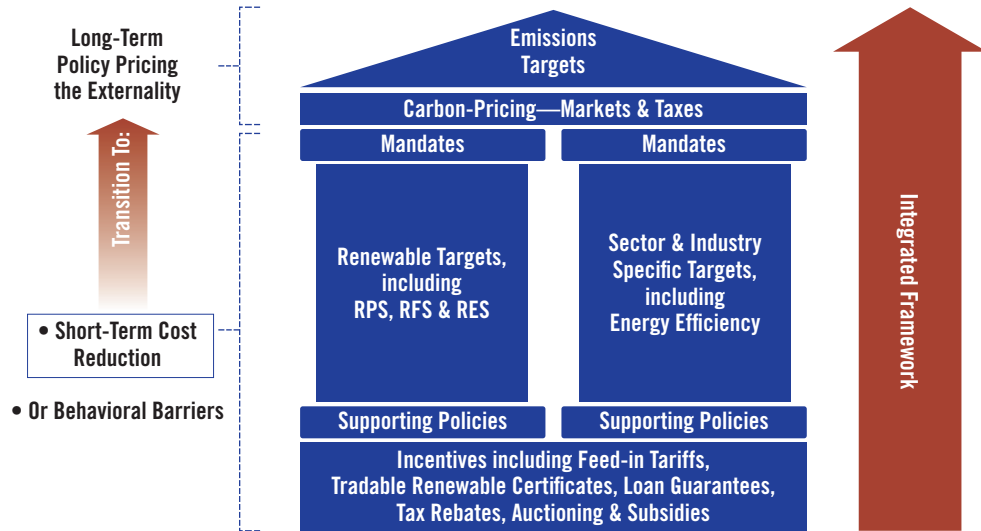 Long-Term
Policy Pricing
the Externality
Transition To:
• Short-Term Cost
Reduction
• Or Behavioral Barriers
Emissions
Targets
Carbon-Pricing—Markets & Taxes
Mandates
Mandates
Renewable Targets,
including
RPS, RFS & RES
Sector & Industry
Specific Targets,
including
Energy Efficiency
Supporting Policies
Supporting Policies
Incentives including Feed-in Tariffs,
Tradable Renewable Certificates, Loan Guarantees,
Tax Rebates, Auctioning & Subsidies
Integrated Framework